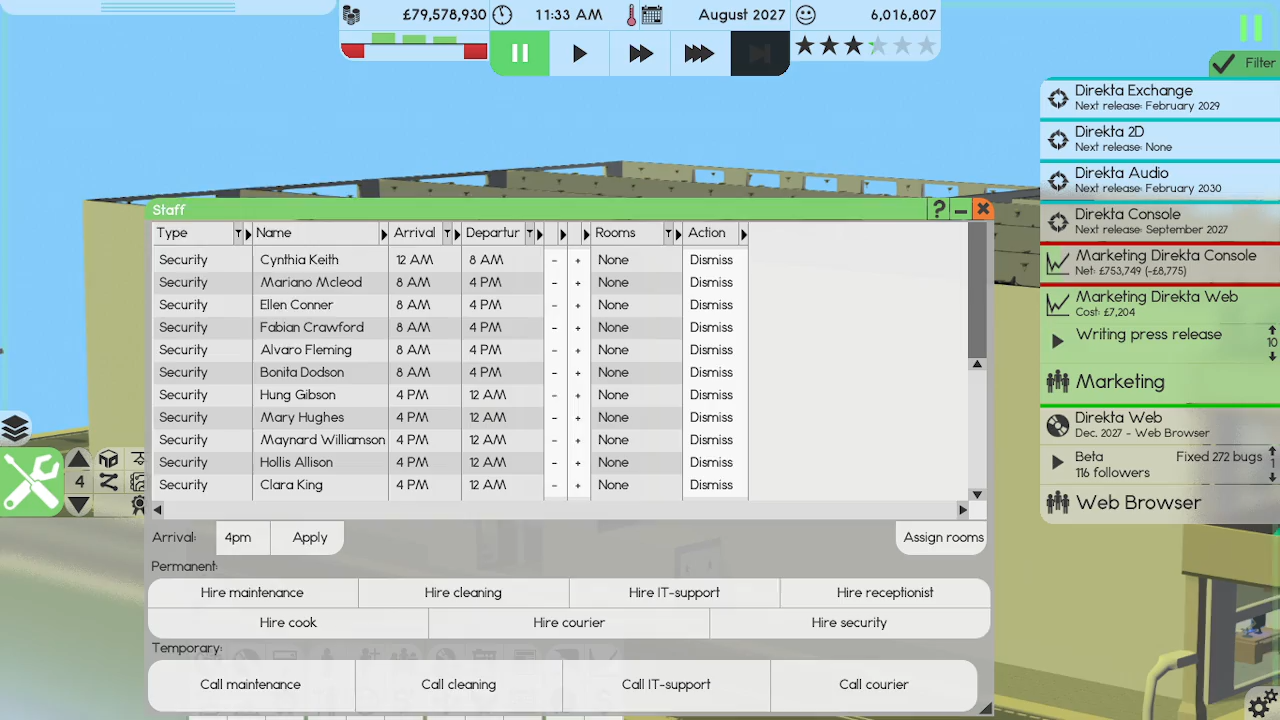 £79,578,930
11:33 AM
August 2027
6,016,807
Filter
Direkta Exchange
Next release: February 2029
Direkta 2D
Next release: None
Direkta Audio
Next release: February 2030
Direkta Console
Next release: September 2027
Marketing Direkta Console
Net: £753,749 (-£8,775)
Marketing Direkta Web
Cost: £7,204
Writing press release
10
Marketing
Direkta Web
Dec. 2027 - Web Browser
Beta
Fixed 272 bugs
116 followers
1
Web Browser
4
Staff
?
Type Name Arrival Departur Rooms Action
Security Cynthia Keith 12 AM 8 AM - + None Dismiss
Security Mariano Mcleod 8 AM 4 PM - + None Dismiss
Security Ellen Conner 8 AM 4 PM - + None Dismiss
Security Fabian Crawford 8 AM 4 PM - + None Dismiss
Security Alvaro Fleming 8 AM 4 PM - + None Dismiss
Security Bonita Dodson 8 AM 4 PM - + None Dismiss
Security Hung Gibson 4 PM 12 AM - + None Dismiss
Security Mary Hughes 4 PM 12 AM - + None Dismiss
Security Maynard Williamson 4 PM 12 AM - + None Dismiss
Security Hollis Allison 4 PM 12 AM - + None Dismiss
Security Clara King 4 PM 12 AM - + None Dismiss
Arrival: 4pm Apply Assign rooms
Permanent:
Hire maintenance Hire cleaning Hire IT-support Hire receptionist
Hire cook Hire courier Hire security
Temporary:
Call maintenance Call cleaning Call IT-support Call courier